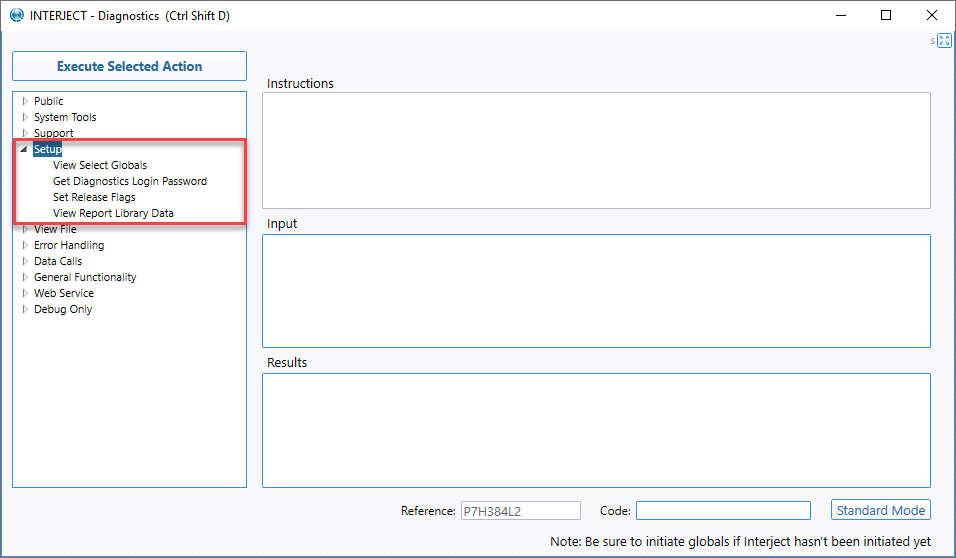 INTERJECT - Diagnostics (Ctrl Shift D)
s
Execute Selected Action
Public
System Tools
Support
Setup
View Select Globals
Get Diagnostics Login Password
Set Release Flags
View Report Library Data
View File
Error Handling
Data Calls
General Functionality
Web Service
Debug Only
Instructions
Input
Results
Reference: P7H384L2 Code: Standard Mode
Note: Be sure to initiate globals if Interject hasn't been initiated yet